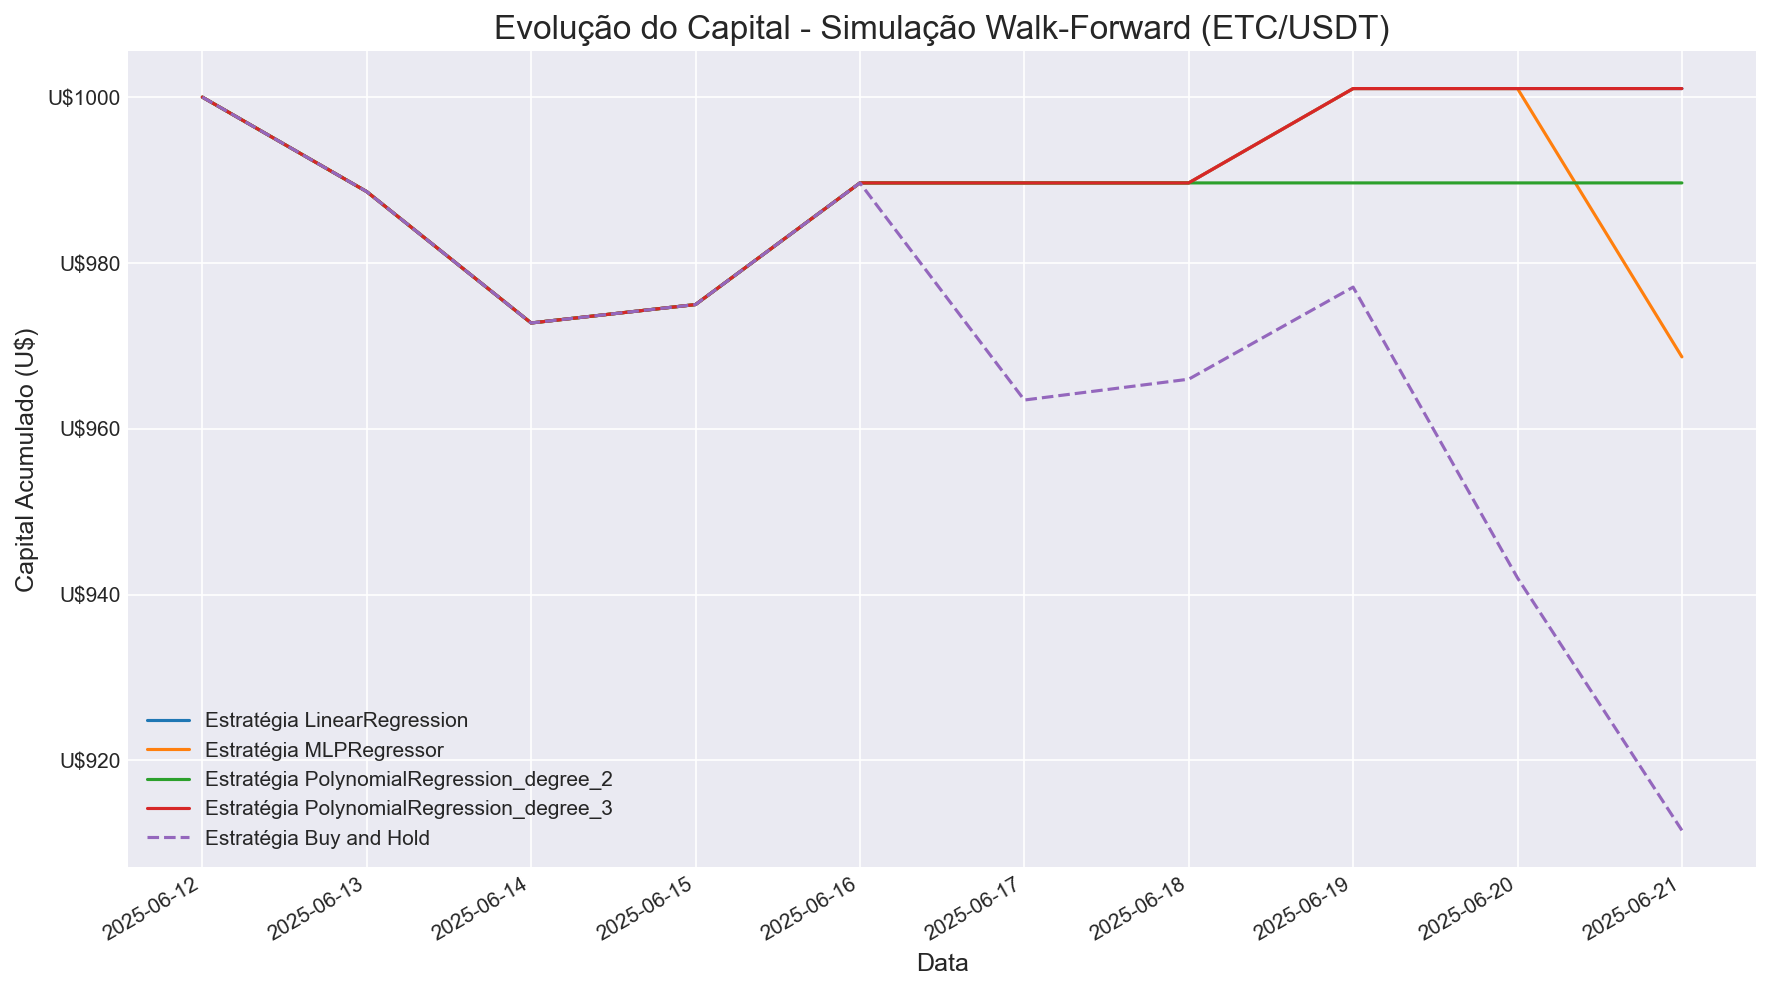 Evolução do Capital - Simulação Walk-Forward (ETC/USDT)
Capital Acumulado (U$)
U$1000
U$980
U$960
U$940
U$920
Estratégia LinearRegression
Estratégia MLPRegressor
Estratégia PolynomialRegression_degree_2
Estratégia PolynomialRegression_degree_3
Estratégia Buy and Hold
2025-06-12
2025-06-13
2025-06-14
2025-06-15
2025-06-16
2025-06-17
2025-06-18
2025-06-19
2025-06-20
2025-06-21
Data